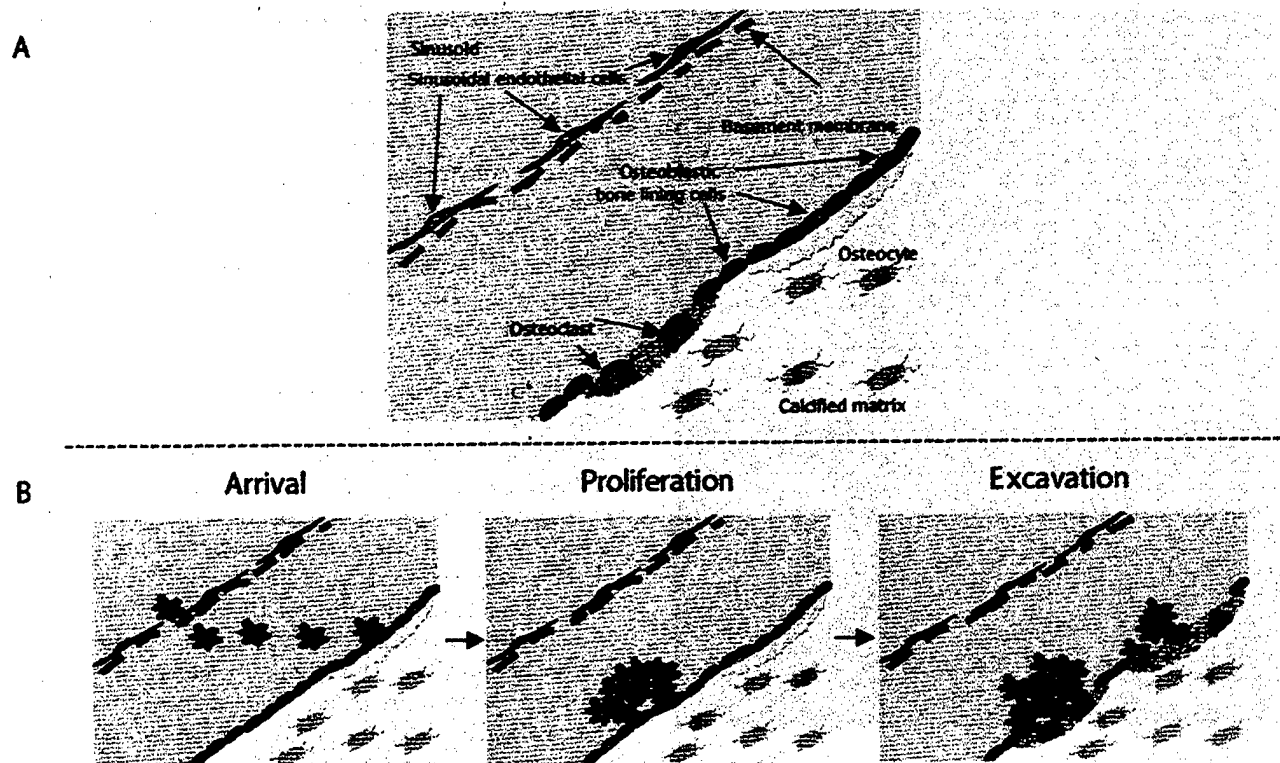 A
Sinusoid
Sinusoidal endothelial cells
Basement membrane
Osteoblastic
bone lining cells
Osteocyte
Osteoclast
Calcified matrix
B
Arrival
Proliferation
Excavation